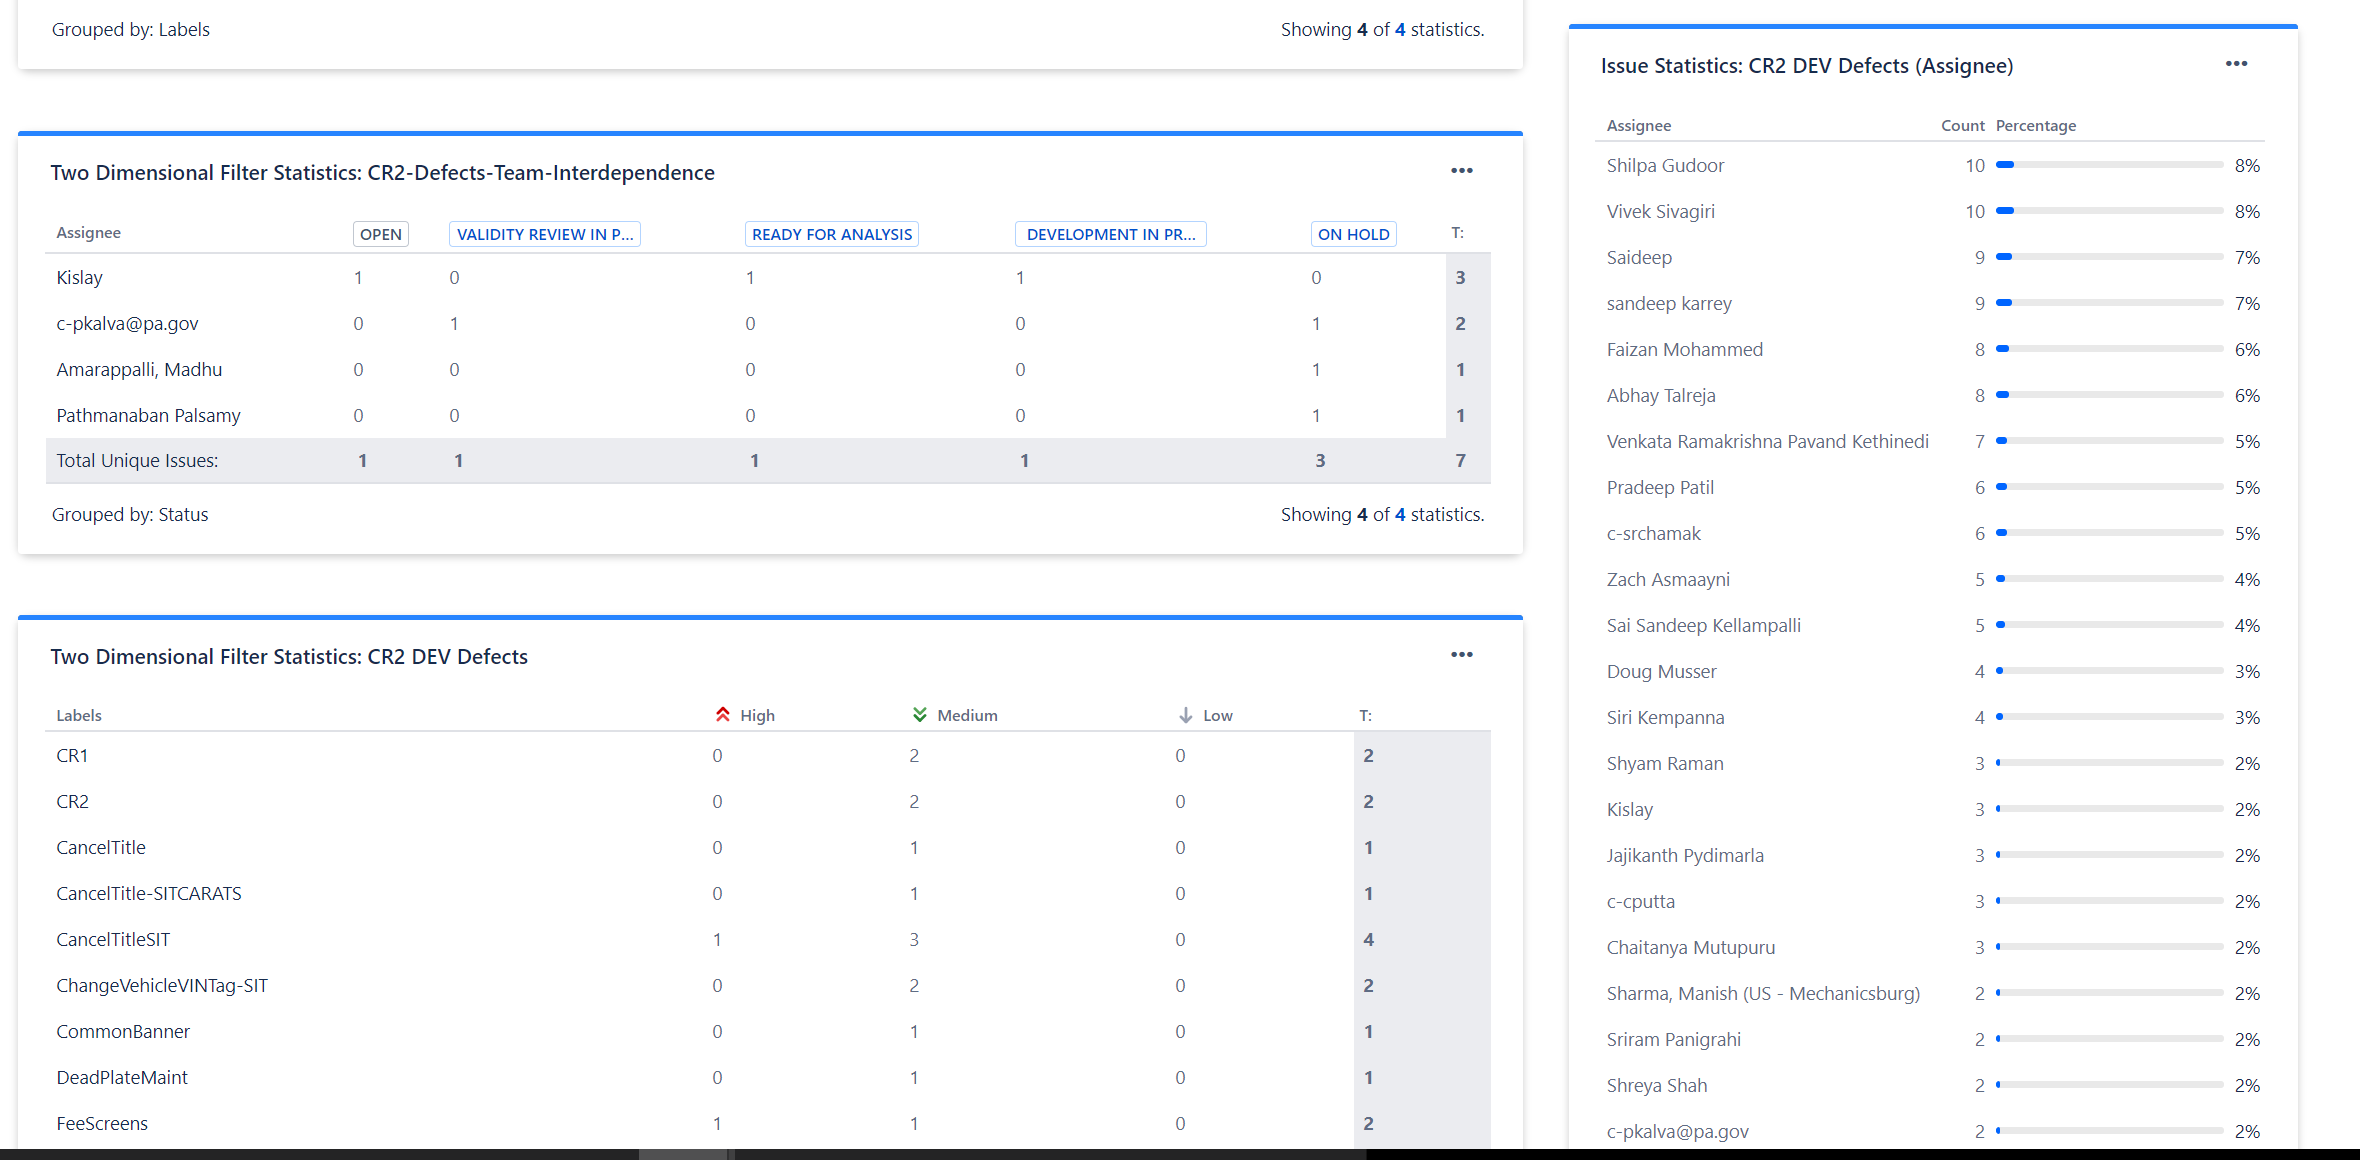 Grouped by: Labels
Showing 4 of 4 statistics.
Two Dimensional Filter Statistics: CR2-Defects-Team-Interdependence
Assignee OPEN VALIDITY REVIEW IN P... READY FOR ANALYSIS DEVELOPMENT IN PR... ON HOLD T:
Kislay 1 0 1 1 0 3
c-pkalva@pa.gov 0 1 0 0 1 2
Amarappalli, Madhu 0 0 0 0 1 1
Pathmanaban Palsamy 0 0 0 0 1 1
Total Unique Issues: 1 1 1 1 3 7
Grouped by: Status
Showing 4 of 4 statistics.
Two Dimensional Filter Statistics: CR2 DEV Defects
Labels High Medium Low T:
CR1 0 2 0 2
CR2 0 2 0 2
CancelTitle 0 1 0 1
CancelTitle-SITCARATS 0 1 0 1
CancelTitleSIT 1 3 0 4
ChangeVehicleVINTag-SIT 0 2 0 2
CommonBanner 0 1 0 1
DeadPlateMaint 0 1 0 1
FeeScreens 1 1 0 2
Issue Statistics: CR2 DEV Defects (Assignee)
Assignee Count Percentage
Shilpa Gudoor 10 8%
Vivek Sivagiri 10 8%
Saideep 9 7%
sandeep karrey 9 7%
Faizan Mohammed 8 6%
Abhay Talreja 8 6%
Venkata Ramakrishna Pavand Kethinedi 7 5%
Pradeep Patil 6 5%
c-srchamak 6 5%
Zach Asmaayni 5 4%
Sai Sandeep Kellampalli 5 4%
Doug Musser 4 3%
Siri Kempanna 4 3%
Shyam Raman 3 2%
Kislay 3 2%
Jajikanth Pydimarla 3 2%
c-cputta 3 2%
Chaitanya Mutupuru 3 2%
Sharma, Manish (US - Mechanicsburg) 2 2%
Sriram Panigrahi 2 2%
Shreya Shah 2 2%
c-pkalva@pa.gov 2 2%